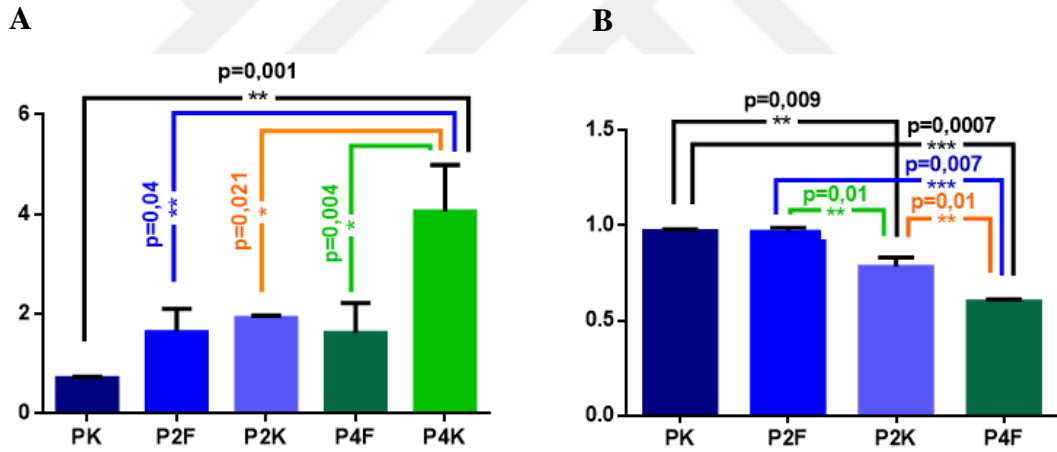 A
p=0,001
**
p=0,04
**
p=0,021
*
p=0,004
*
6
4
2
0
PK P2F P2K P4F P4K
B
p=0,009
**
p=0,0007
***
p=0,007
***
p=0,01
**
p=0,01
**
1.5
1.0
0.5
0.0
PK P2F P2K P4F